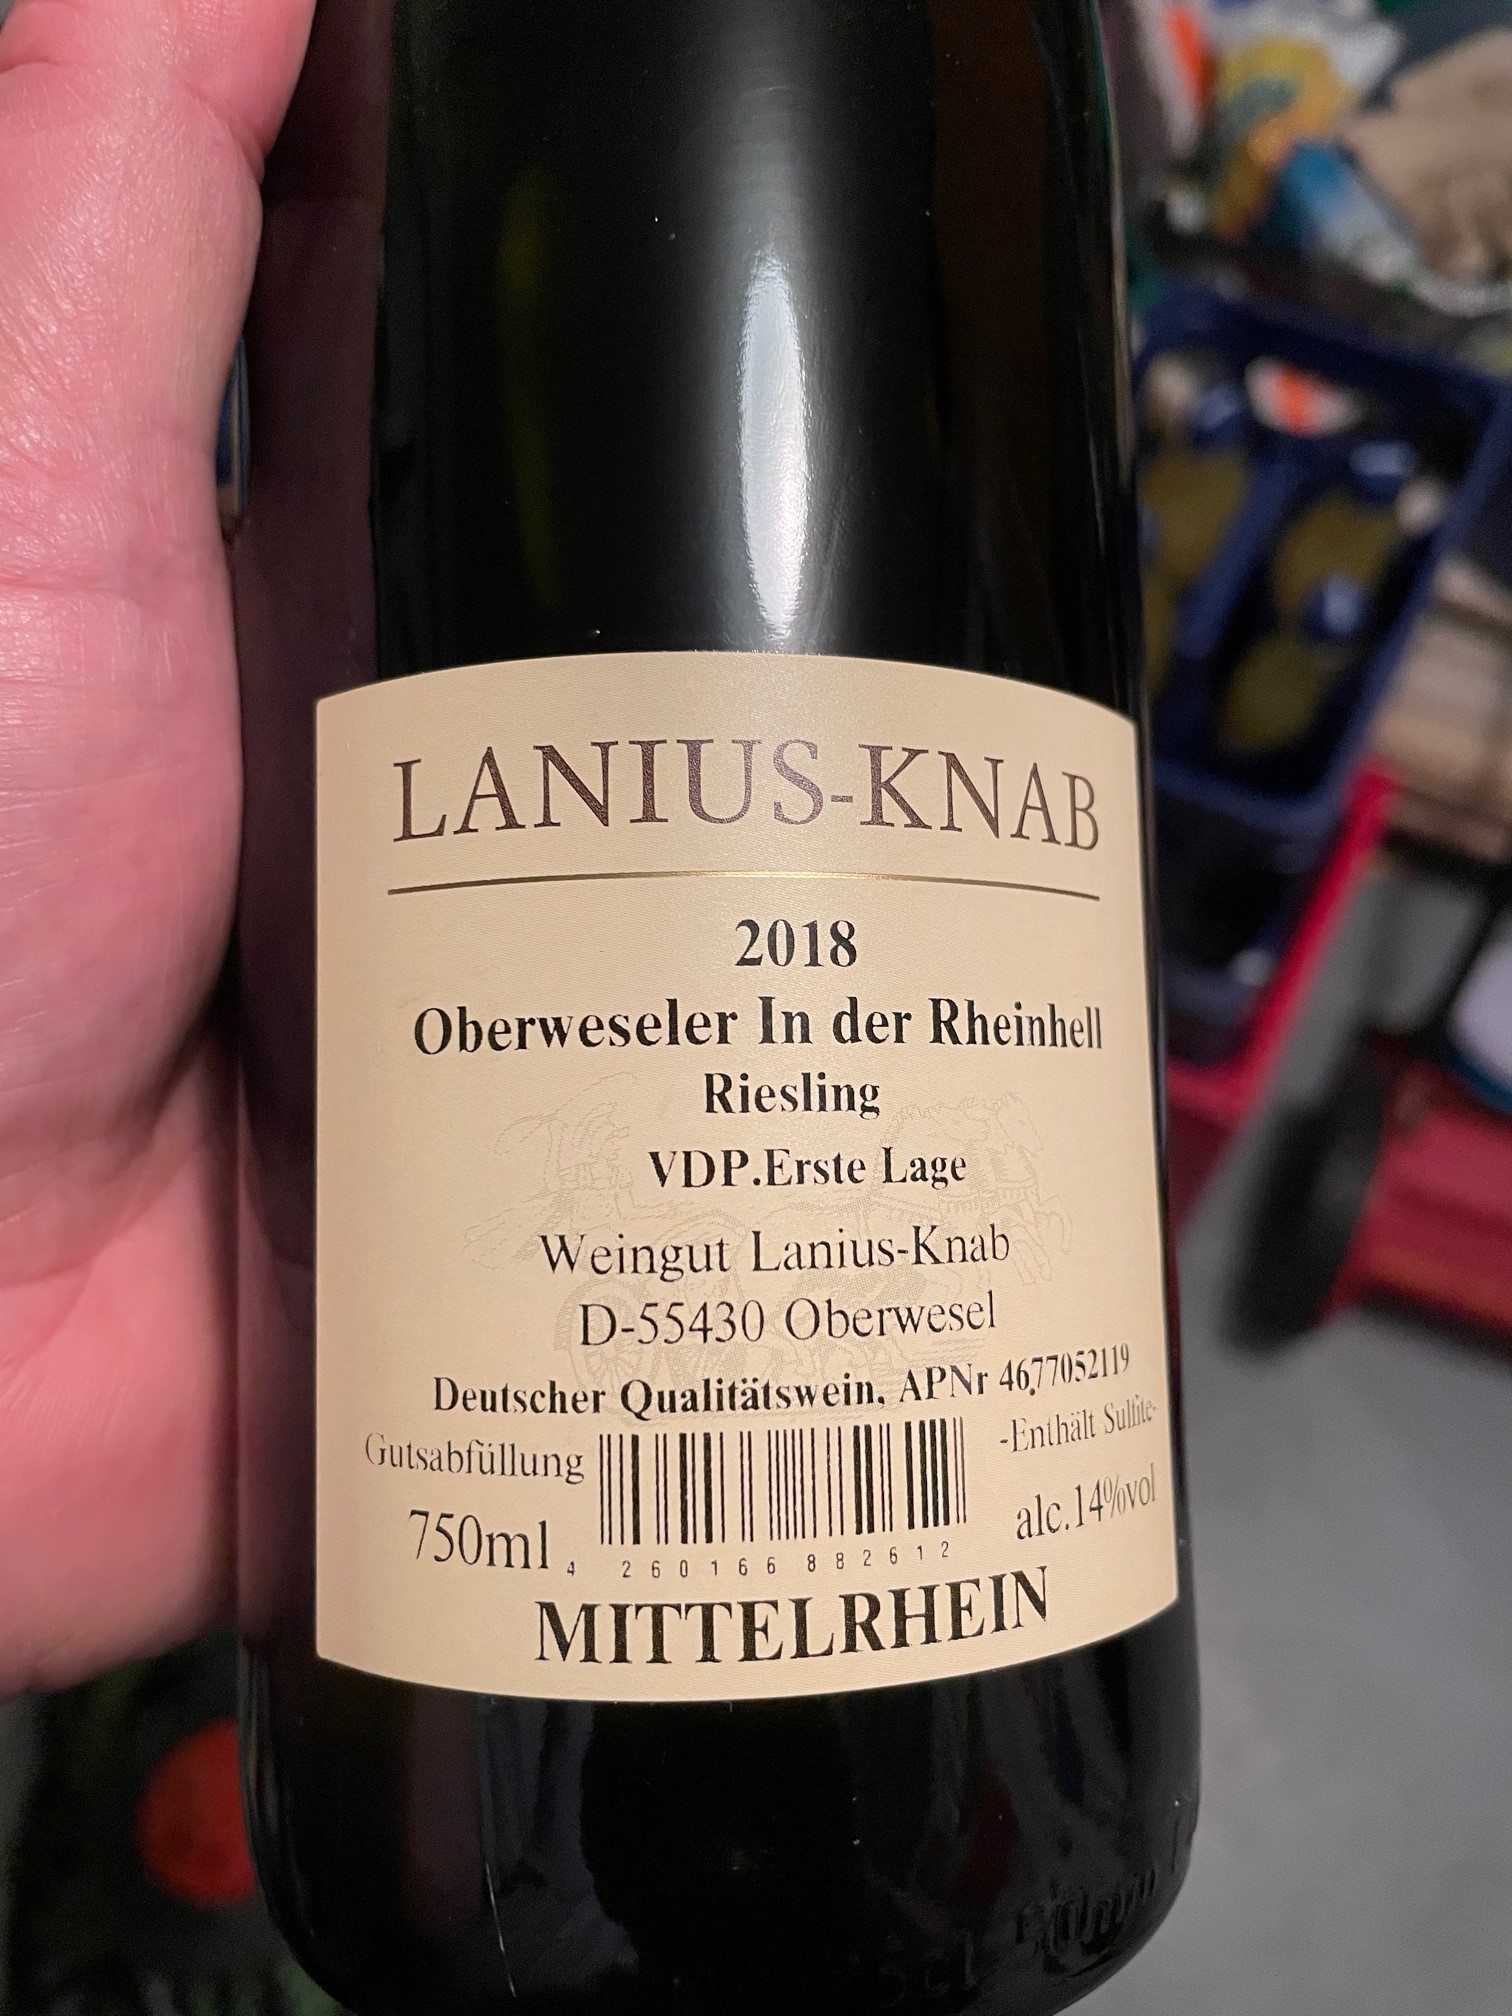 LANIUS-KNAB
2018
Oberweseler In der Rheinhell
Riesling
VDP.Erste Lage
Weingut Lanius-Knab
D-55430 Oberwesel
Deutscher Qualitätswein, APNr 4677052119
Gutsabfüllung
-Enthält Sulfite-
750ml
alc.14%vol
4 260166 882612
MITTELRHEIN